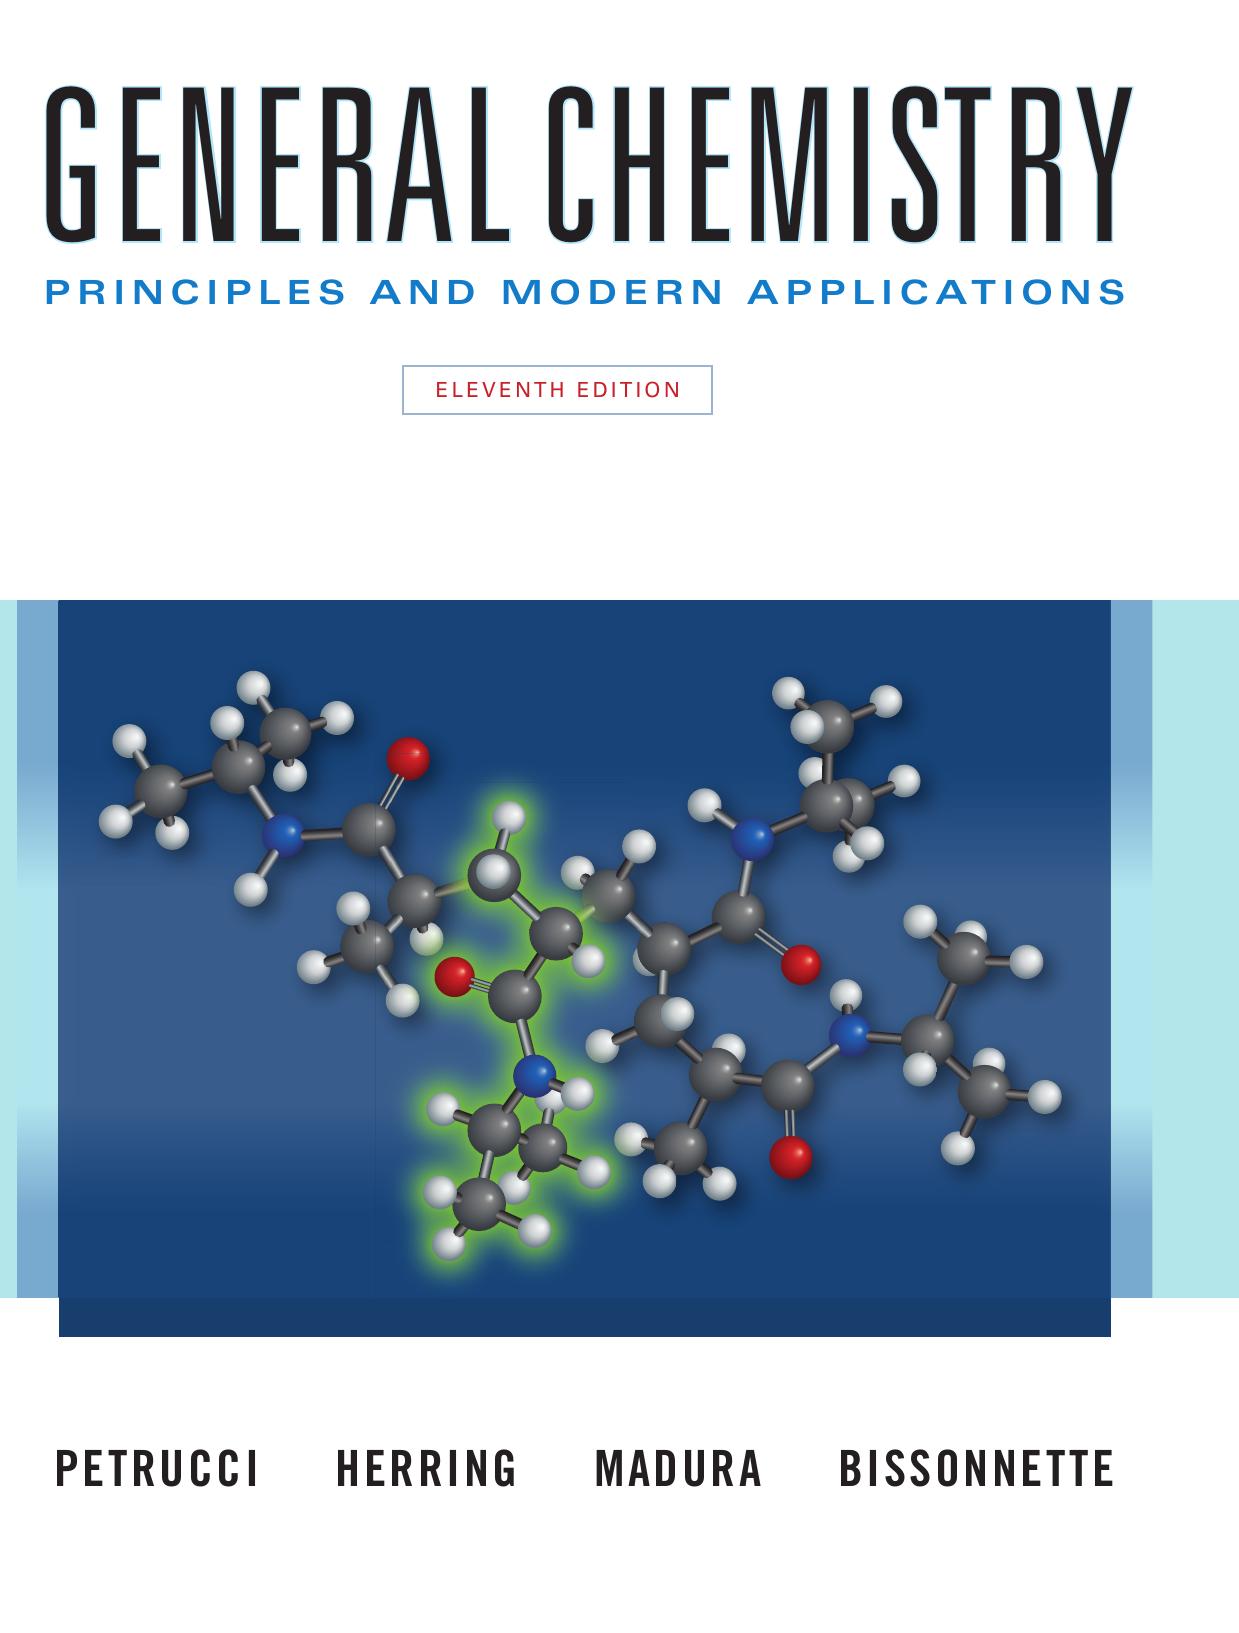 GENERAL CHEMISTRY
PRINCIPLES AND MODERN APPLICATIONS
ELEVENTH EDITION
PETRUCCI HERRING MADURA BISSONNETTE